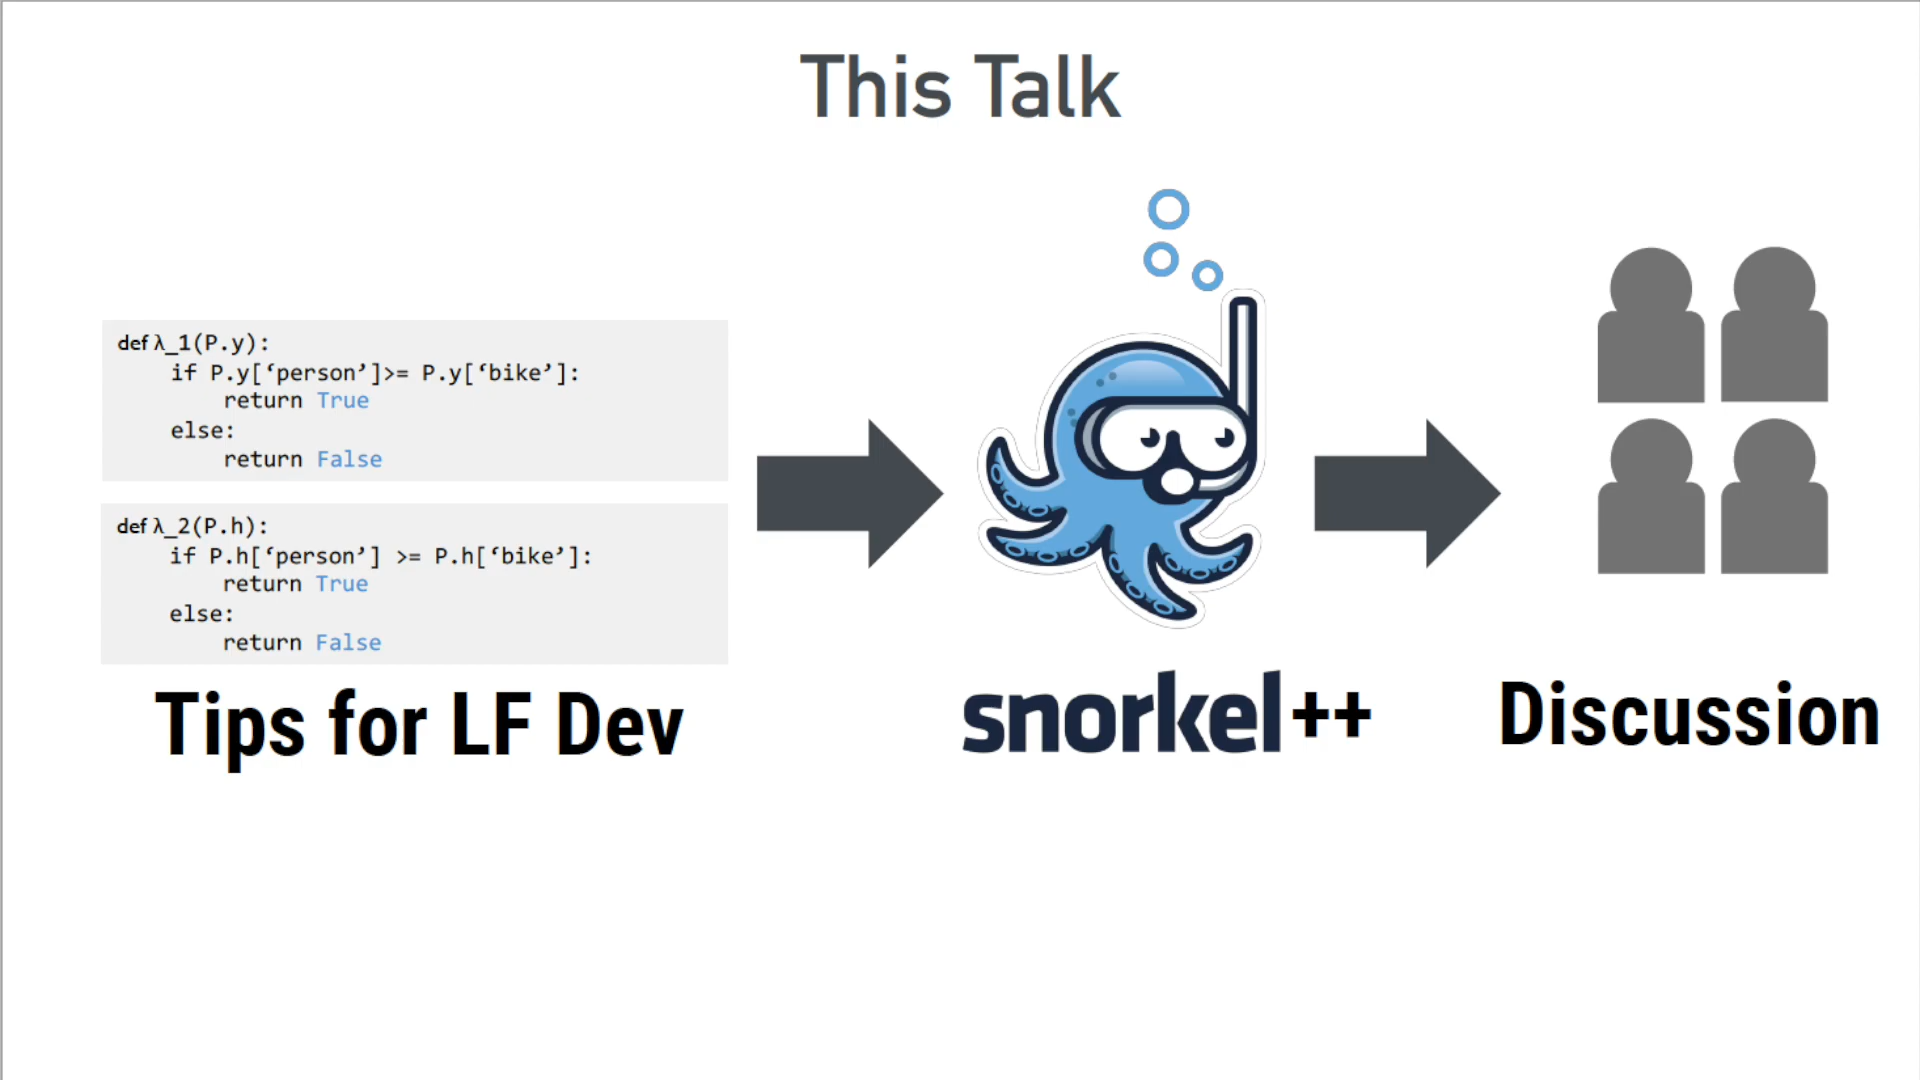 This Talk
def λ_1(P.y):
    if P.y[‘person’]>= P.y[‘bike’]:
        return True
    else:
        return False
def λ_2(P.h):
    if P.h[‘person’] >= P.h[‘bike’]:
        return True
    else:
        return False
Tips for LF Dev
snorkel++
Discussion